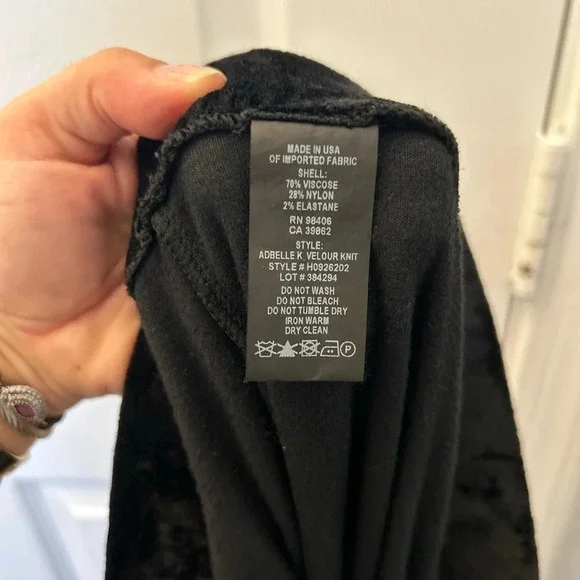 MADE IN USA
OF IMPORTED FABRIC
SHELL:
70% VISCOSE
28% NYLON
2% ELASTANE
RN 98406
CA 39862
STYLE:
ADBELLE K VELOUR KNIT
STYLE # H0926202
LOT # 384294
DO NOT WASH
DO NOT BLEACH
DO NOT TUMBLE DRY
IRON WARM
DRY CLEAN
P